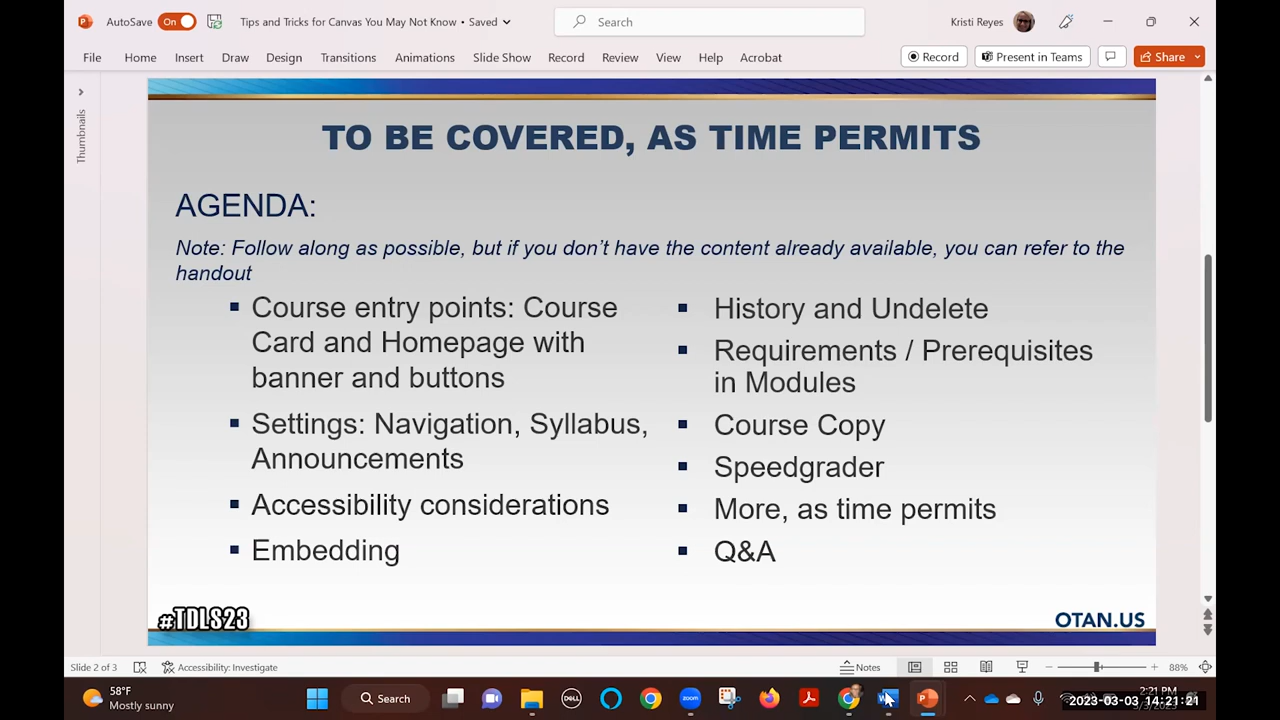 AutoSave On Tips and Tricks for Canvas You May Not Know • Saved Search Kristi Reyes
File Home Insert Draw Design Transitions Animations Slide Show Record Review View Help Acrobat Record Present in Teams Share
Thumbnails
TO BE COVERED, AS TIME PERMITS
AGENDA:
Note: Follow along as possible, but if you don't have the content already available, you can refer to the
handout
▪ Course entry points: Course
Card and Homepage with
banner and buttons
▪ Settings: Navigation, Syllabus,
Announcements
▪ Accessibility considerations
▪ Embedding
▪ History and Undelete
▪ Requirements / Prerequisites
in Modules
▪ Course Copy
▪ Speedgrader
▪ More, as time permits
▪ Q&A
#TDLS23
OTAN.US
Slide 2 of 3 Accessibility: Investigate Notes 88%
58°F
Mostly sunny
Search
DELL
zoom
2:21 PM
2023-03-03 14:21:21